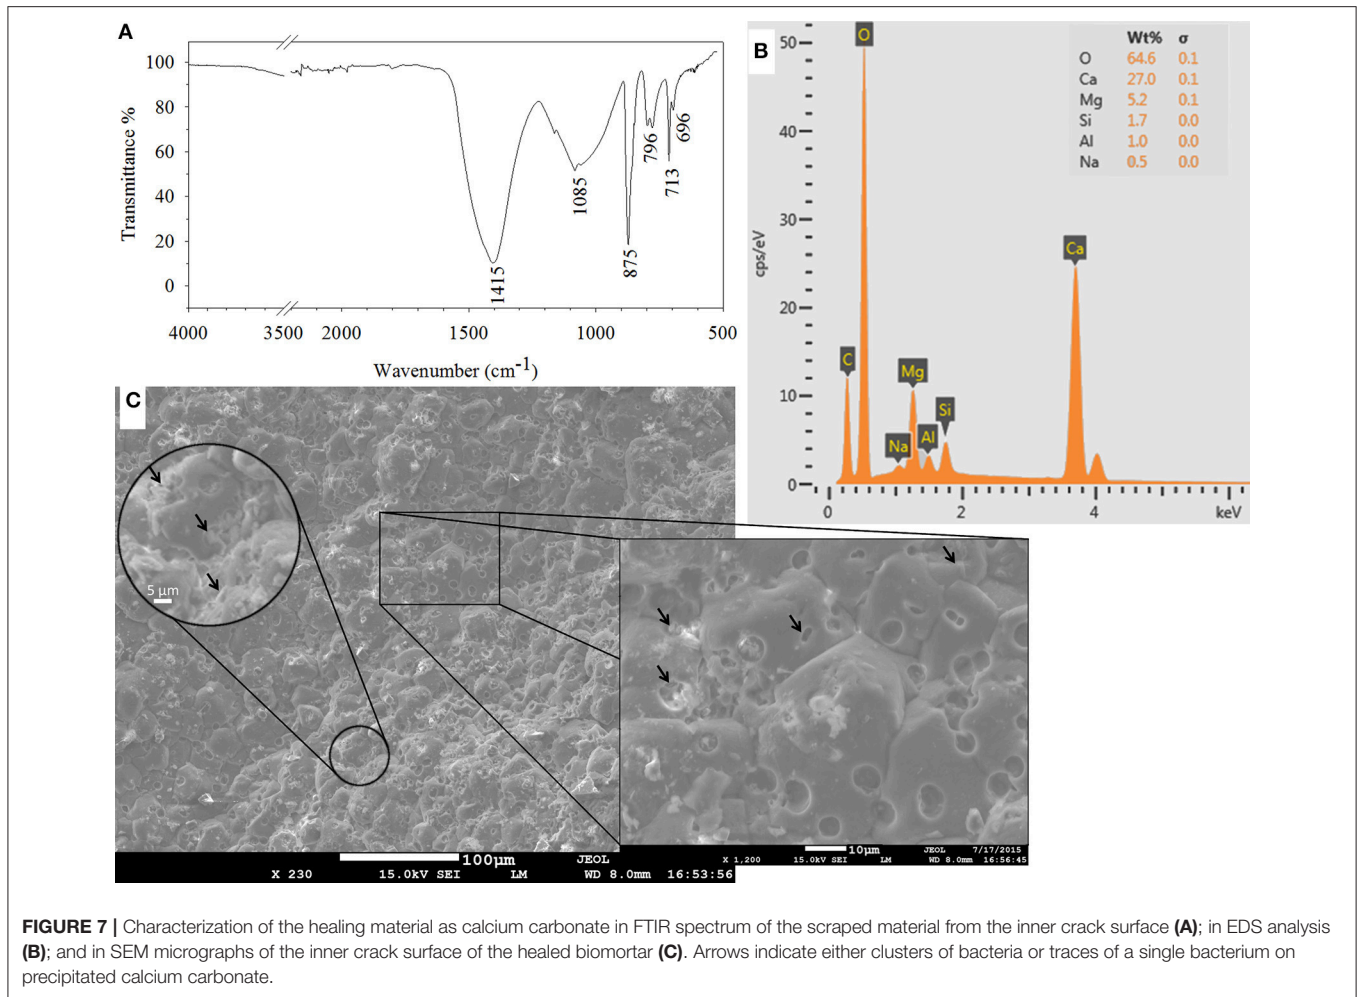 A
Transmittance %
100
80
60
40
20
0
1415
1085
875
796
713
696
4000 3500 2000 1500 1000 500
Wavenumber (cm-1)
B
cps/eV
50
40
30
20
10
0
O
C
Na
Mg
Al
Si
Ca
Wt% σ
O 64.6 0.1
Ca 27.0 0.1
Mg 5.2 0.1
Si 1.7 0.0
Al 1.0 0.0
Na 0.5 0.0
0 2 4 keV
C
5 µm
100µm JEOL
X 230 15.0kV SEI LM WD 8.0mm 16:53:56
10µm JEOL 7/17/2015
X 1,200 15.0kV SEI LM WD 8.0mm 16:56:45
FIGURE 7 | Characterization of the healing material as calcium carbonate in FTIR spectrum of the scraped material from the inner crack surface (A); in EDS analysis
(B); and in SEM micrographs of the inner crack surface of the healed biomortar (C). Arrows indicate either clusters of bacteria or traces of a single bacterium on
precipitated calcium carbonate.